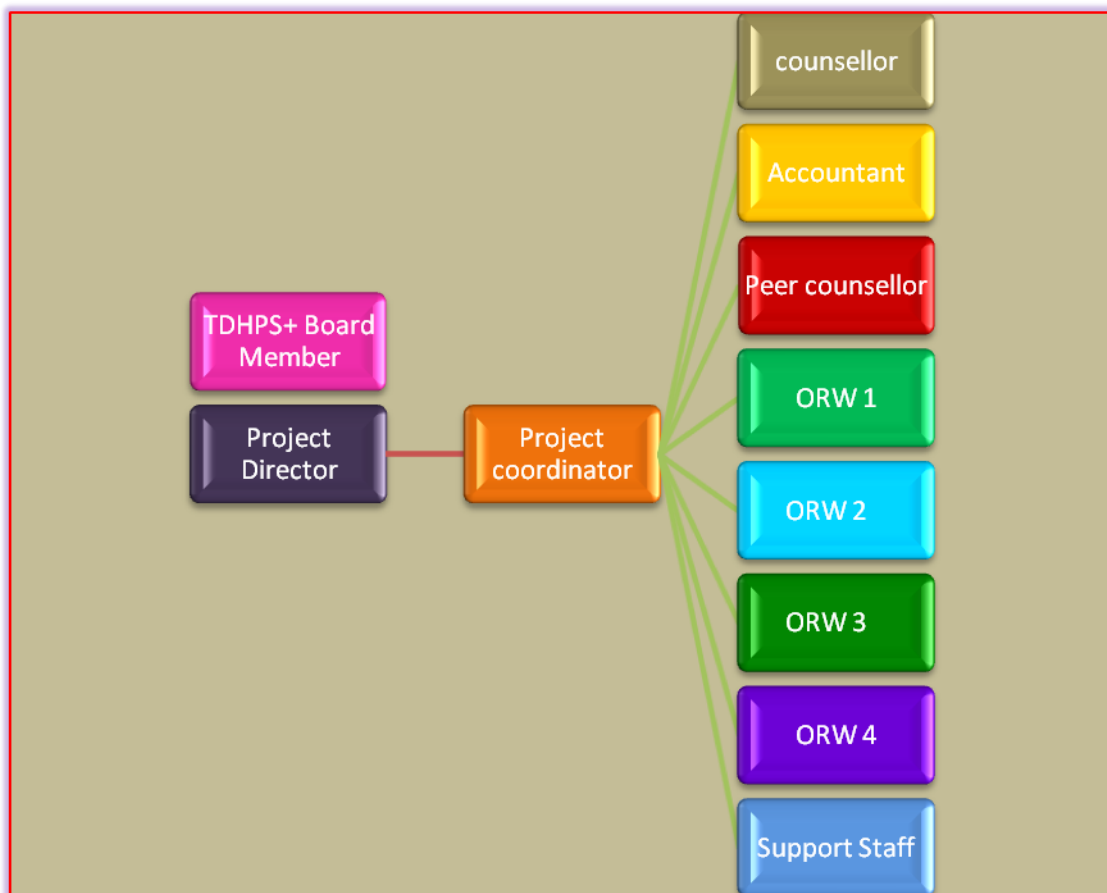 TDHPS+ Board
Member
Project
Director
Project
coordinator
counsellor
Accountant
Peer counsellor
ORW 1
ORW 2
ORW 3
ORW 4
Support Staff